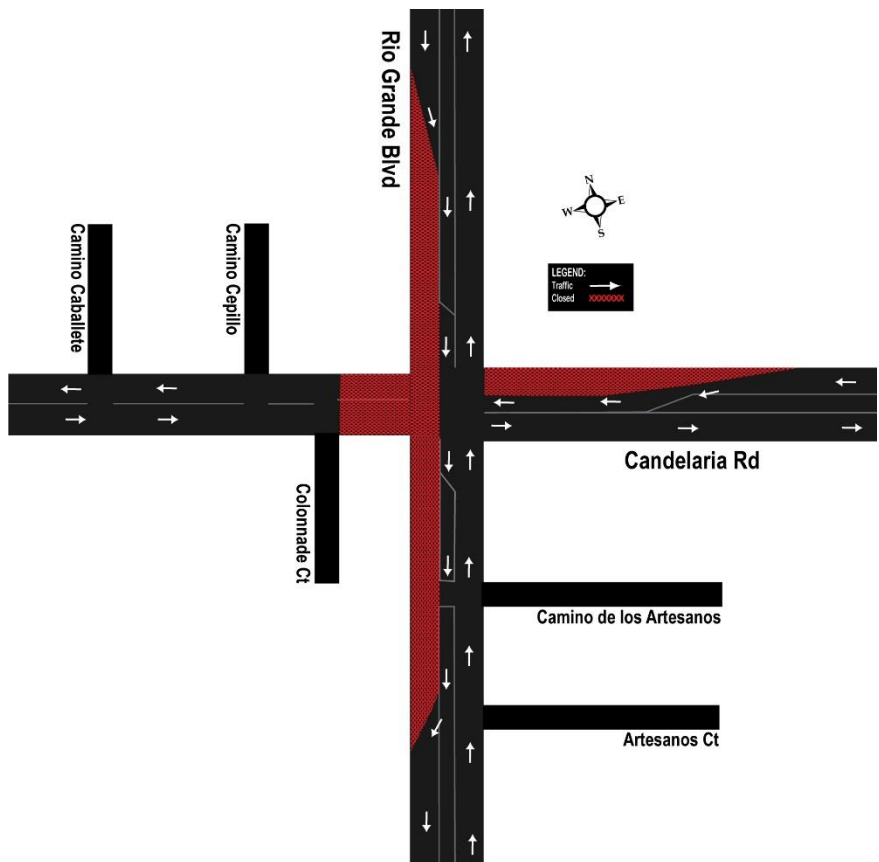 Rio Grande Blvd
N
W E
S
LEGEND:
Traffic
Closed XXXXXXX
Camino Caballete
Camino Cepillo
Candelaria Rd
Colonnade Ct
Camino de los Artesanos
Artesanos Ct